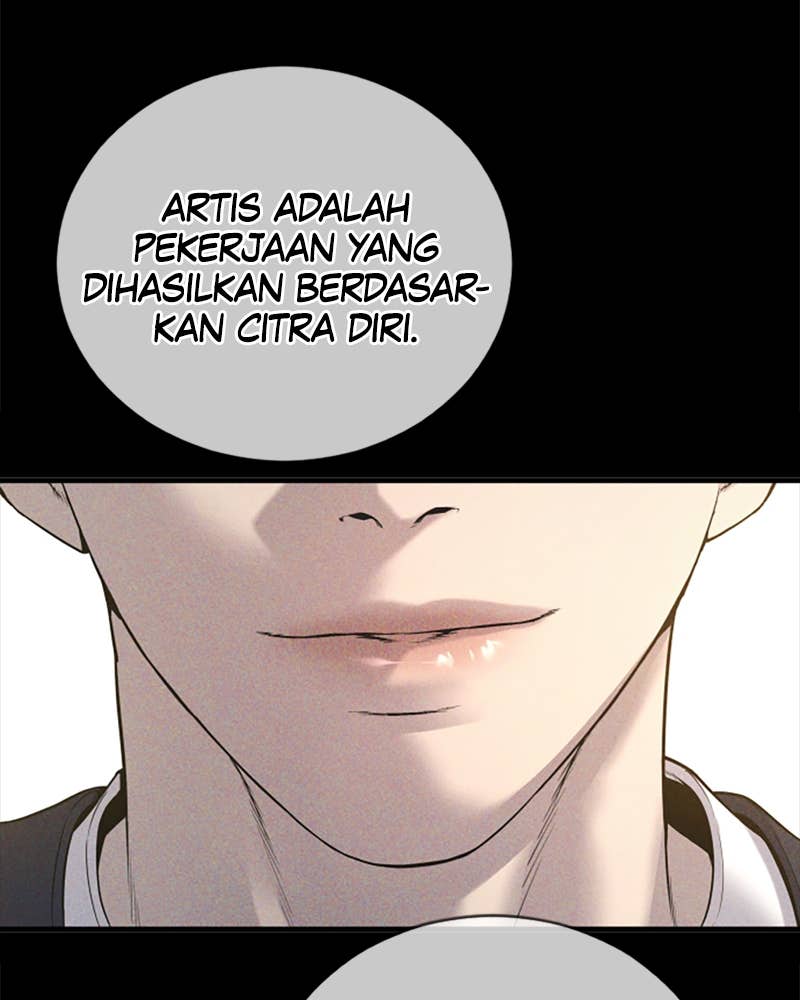 ARTIS ADALAH
PEKERJAAN YANG
DIHASILKAN BERDASAR-
KAN CITRA DIRI.